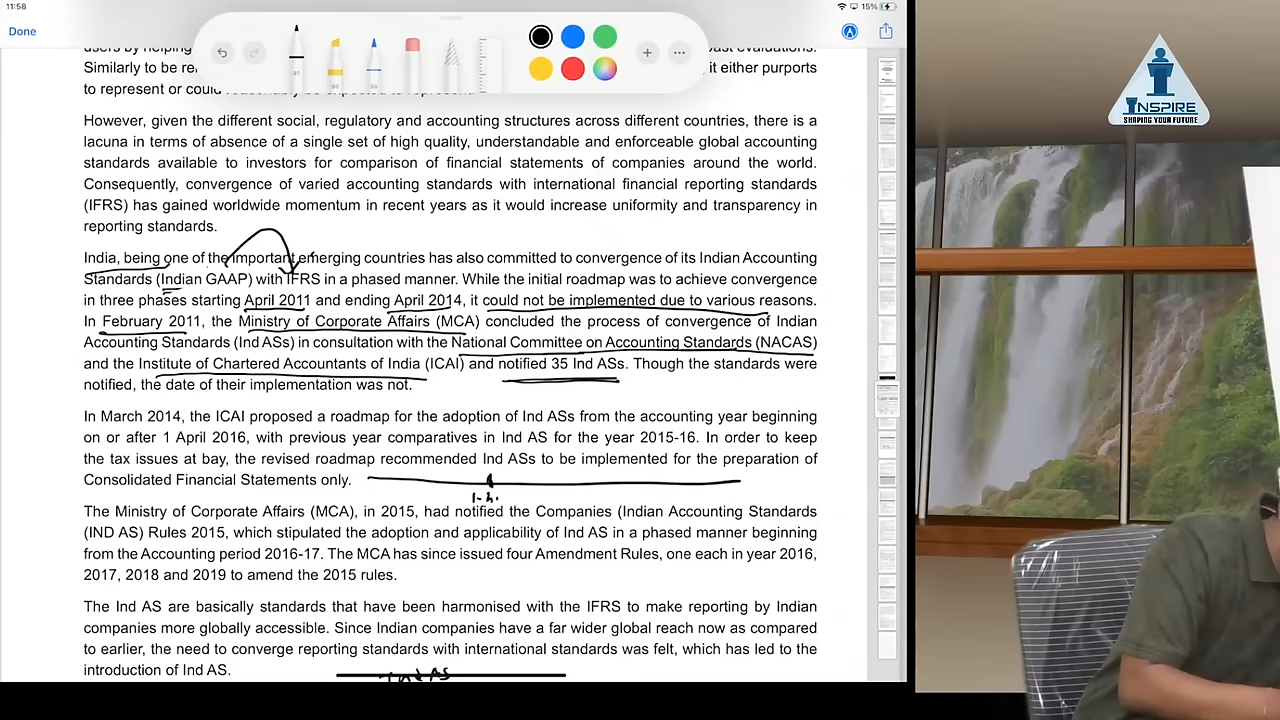 11:58
15%
Done
users by helping
past evaluations.
Similarly to be re
it either purports
to represent or could reasonably be expected to rep
However, given the different social, regulatory and accounting structures across different countries, there is a
lacuna in terms of absence of a single set of high quality, understandable and enforceable global accounting
standards available to investors for comparison of financial statements of companies around the world.
Consequently, convergence of varied accounting standards with international financial reporting standards
(IFRS) has gained worldwide momentum in recent years as it would increase uniformity and transparency in
reporting standards.
India, being one of the important emerging countries has also committed to convergence of its Indian Accounting
Standards (Indian GAAP) with IFRS in a phased manner. While the initial roadmap was to achieve convergence
in three phases starting April 2011 and ending April 2014, it could not be implemented due to various reasons.
In February 2011, the Ministry of Corporate Affairs (MCA) concluded the process of convergence of Indian
Accounting Standards (Ind ASs) in consultation with the National Committee on Accounting Standards (NACAS)
and the Institute of Chartered Accountant of India (ICAI) and notified 35 Ind ASs. Though the standards were
notified, the date of their implementation was not.
In March 2014, the ICAI proposed a roadmap for the transition of Ind ASs from the accounting year beginning
on or after 1 April 2016, with previous year comparatives in Ind AS for the year 2015-16. In order to keep
the tax issues at bay, the revised roadmap recommended Ind ASs to be implemented for the preparation of
Consolidated Financial Statements only.
The Ministry of Corporate Affairs (MCA), in 2015, had notified the Companies (Indian Accounting Standards
(IND AS) Rules 2015, which stipulated the adoption and applicability of Ind AS in a phased manner beginning
from the Accounting period 2016-17. The MCA has since issued four Amendment Rules, one each in year 2016,
2017, 2018 and 2019 to amend the 2015 rules.
The Ind AS are basically standards that have been harmonised with the IFRS to make reporting by Indian
companies more globally accessible. Since Indian companies have a far wider global reach now as compared
to earlier, the need to converge reporting standards with international standards was felt, which has led to the
introduction of Ind AS.
Ind AS
INSPIRE
SHAPING YOUR FUTURE